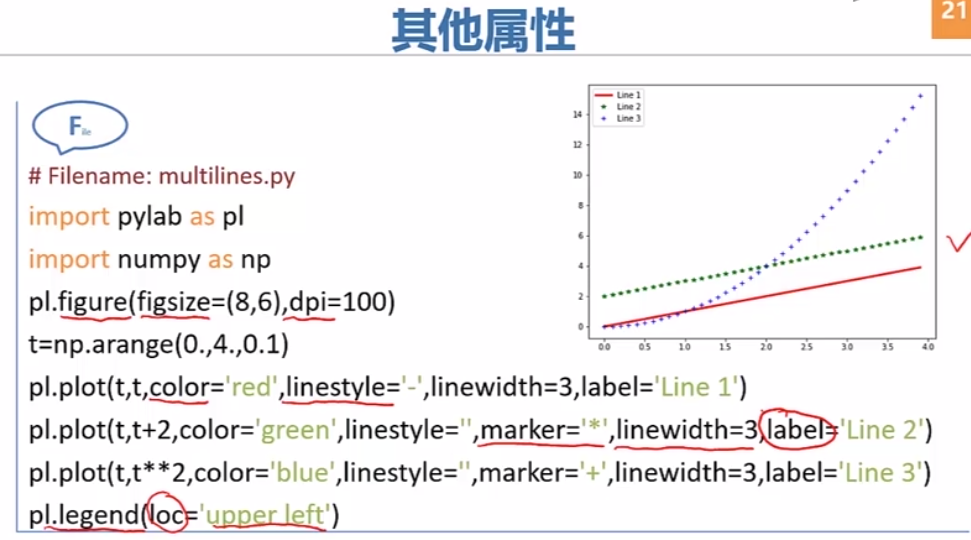 其他属性
21
File
# Filename: multilines.py
import pylab as pl
import numpy as np
pl.figure(figsize=(8,6),dpi=100)
t=np.arange(0.,4.,0.1)
pl.plot(t,t,color='red',linestyle='-',linewidth=3,label='Line 1')
pl.plot(t,t+2,color='green',linestyle='',marker='*',linewidth=3,label='Line 2')
pl.plot(t,t**2,color='blue',linestyle='',marker='+',linewidth=3,label='Line 3')
pl.legend(loc='upper left')
Line 1
Line 2
Line 3
14
12
10
8
6
4
2
0
0.0 0.5 1.0 1.5 2.0 2.5 3.0 3.5 4.0